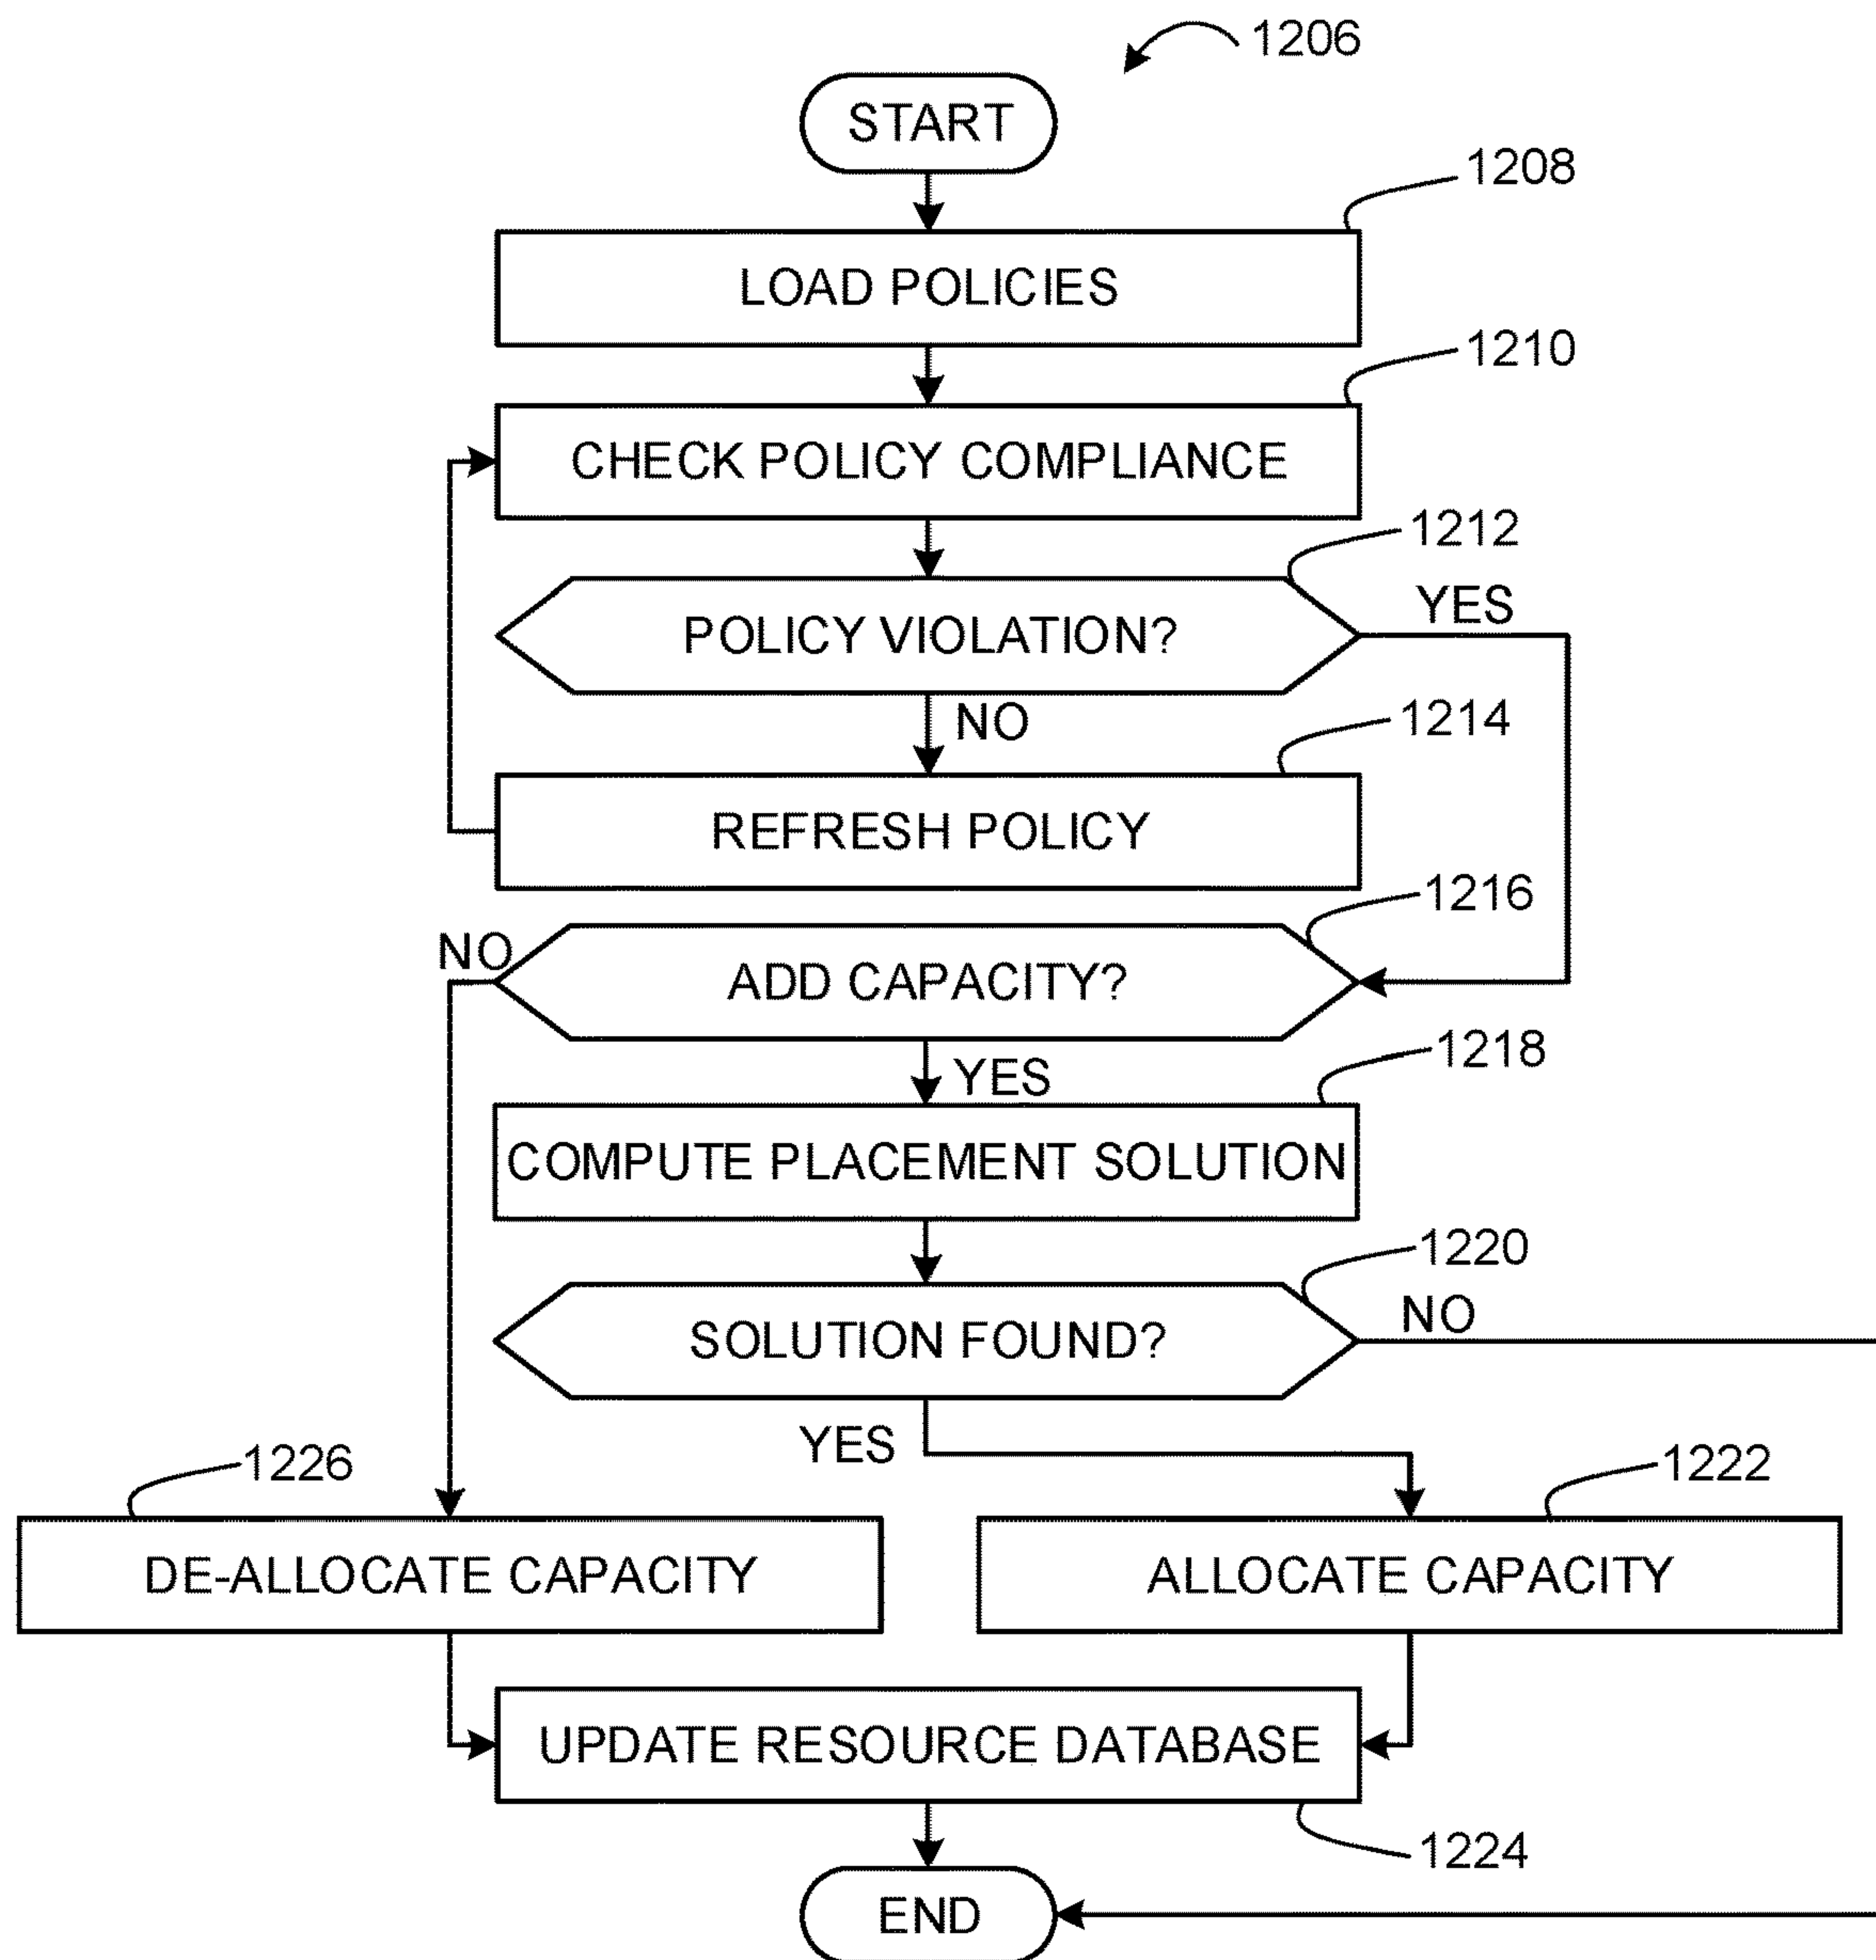 1206
START
1208
LOAD POLICIES
1210
CHECK POLICY COMPLIANCE
1212
YES
POLICY VIOLATION?
NO
1214
REFRESH POLICY
1216
NO
ADD CAPACITY?
1218
YES
COMPUTE PLACEMENT SOLUTION
1220
NO
SOLUTION FOUND?
YES
1226
1222
DE-ALLOCATE CAPACITY
ALLOCATE CAPACITY
UPDATE RESOURCE DATABASE
1224
END